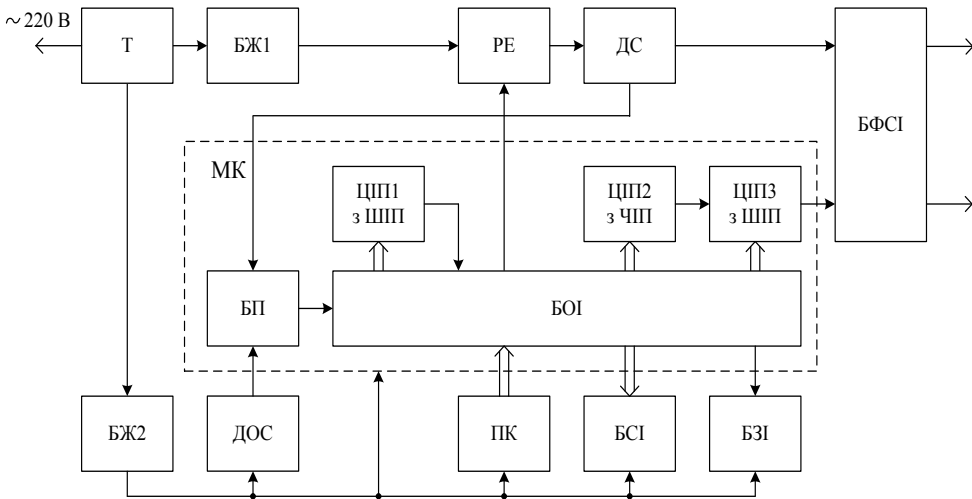 ~220 В
Т
БЖ1
РЕ
ДС
БФСІ
МК
ЦІП1
з ШІП
ЦІП2
з ЧІП
ЦІП3
з ШІП
БП
БОІ
БЖ2
ДОС
ПК
БСІ
БЗІ